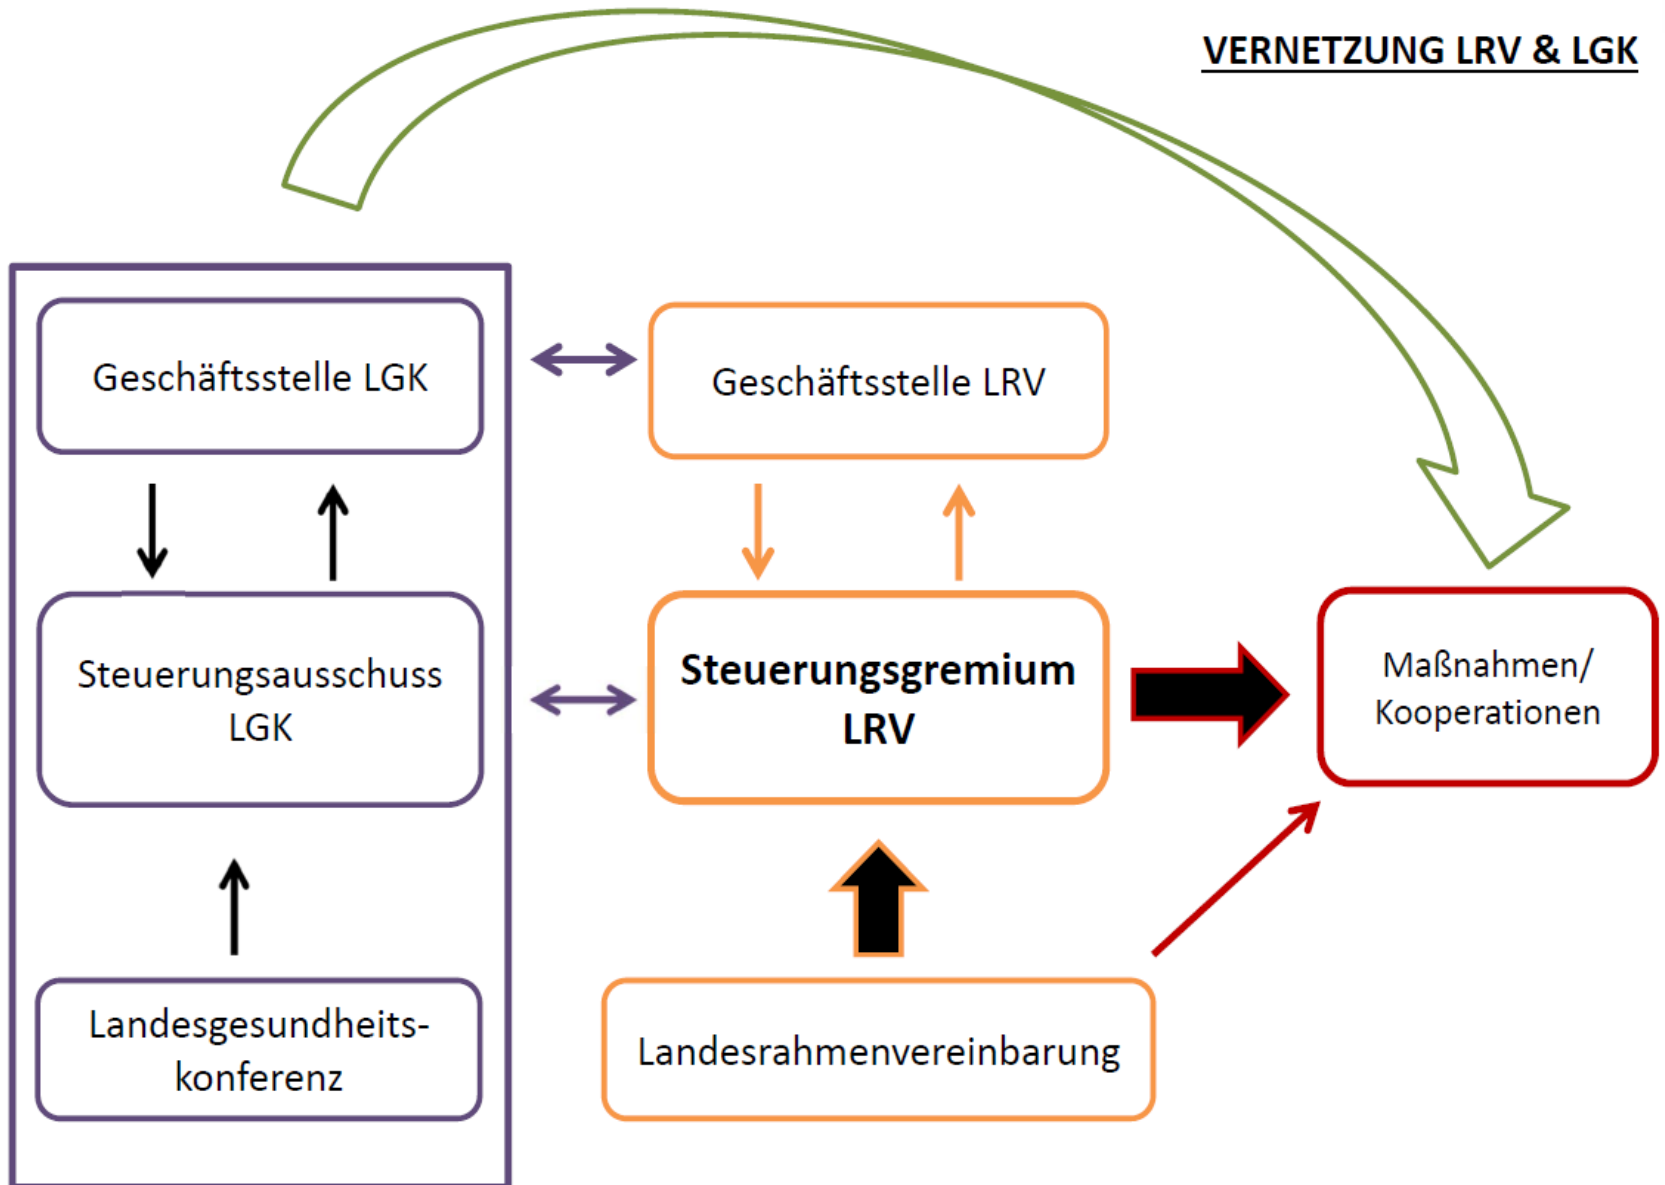 VERNETZUNG LRV & LGK
Geschäftsstelle LGK
Geschäftsstelle LRV
Steuerungsausschuss
LGK
Steuerungsgremium
LRV
Maßnahmen/
Kooperationen
Landesgesundheits-
konferenz
Landesrahmenvereinbarung